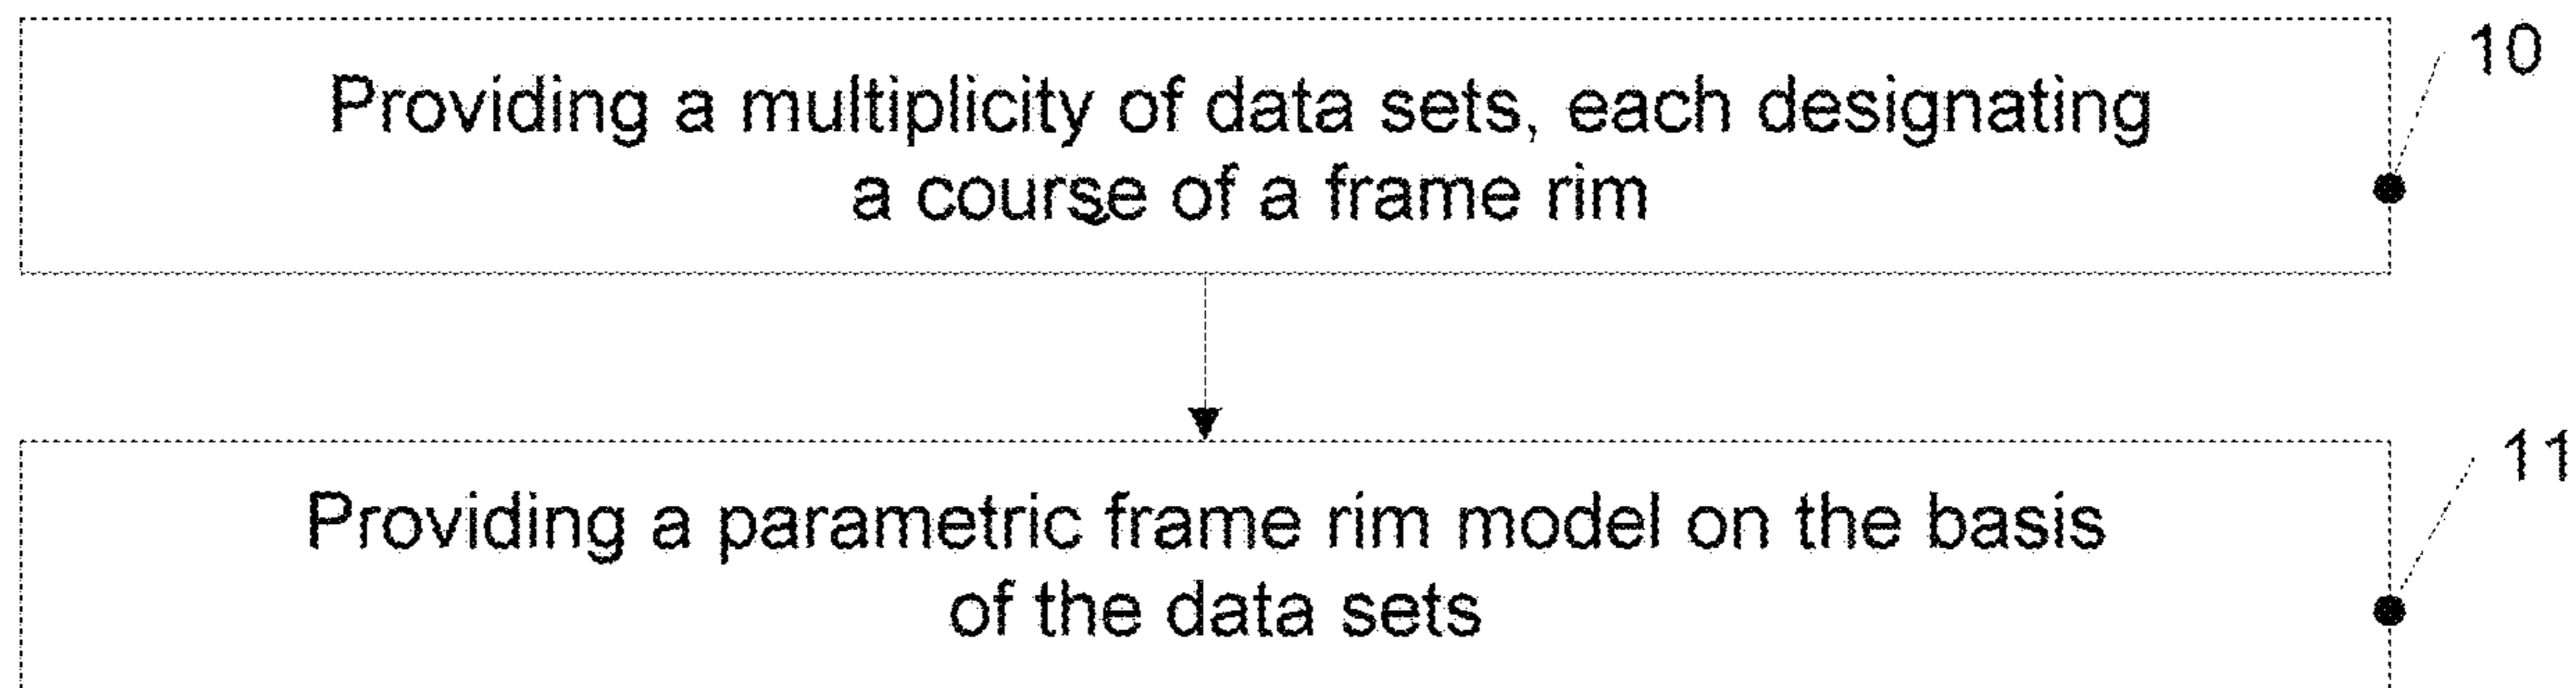 10
Providing a multiplicity of data sets, each designating
a course of a frame rim
11
Providing a parametric frame rim model on the basis
of the data sets